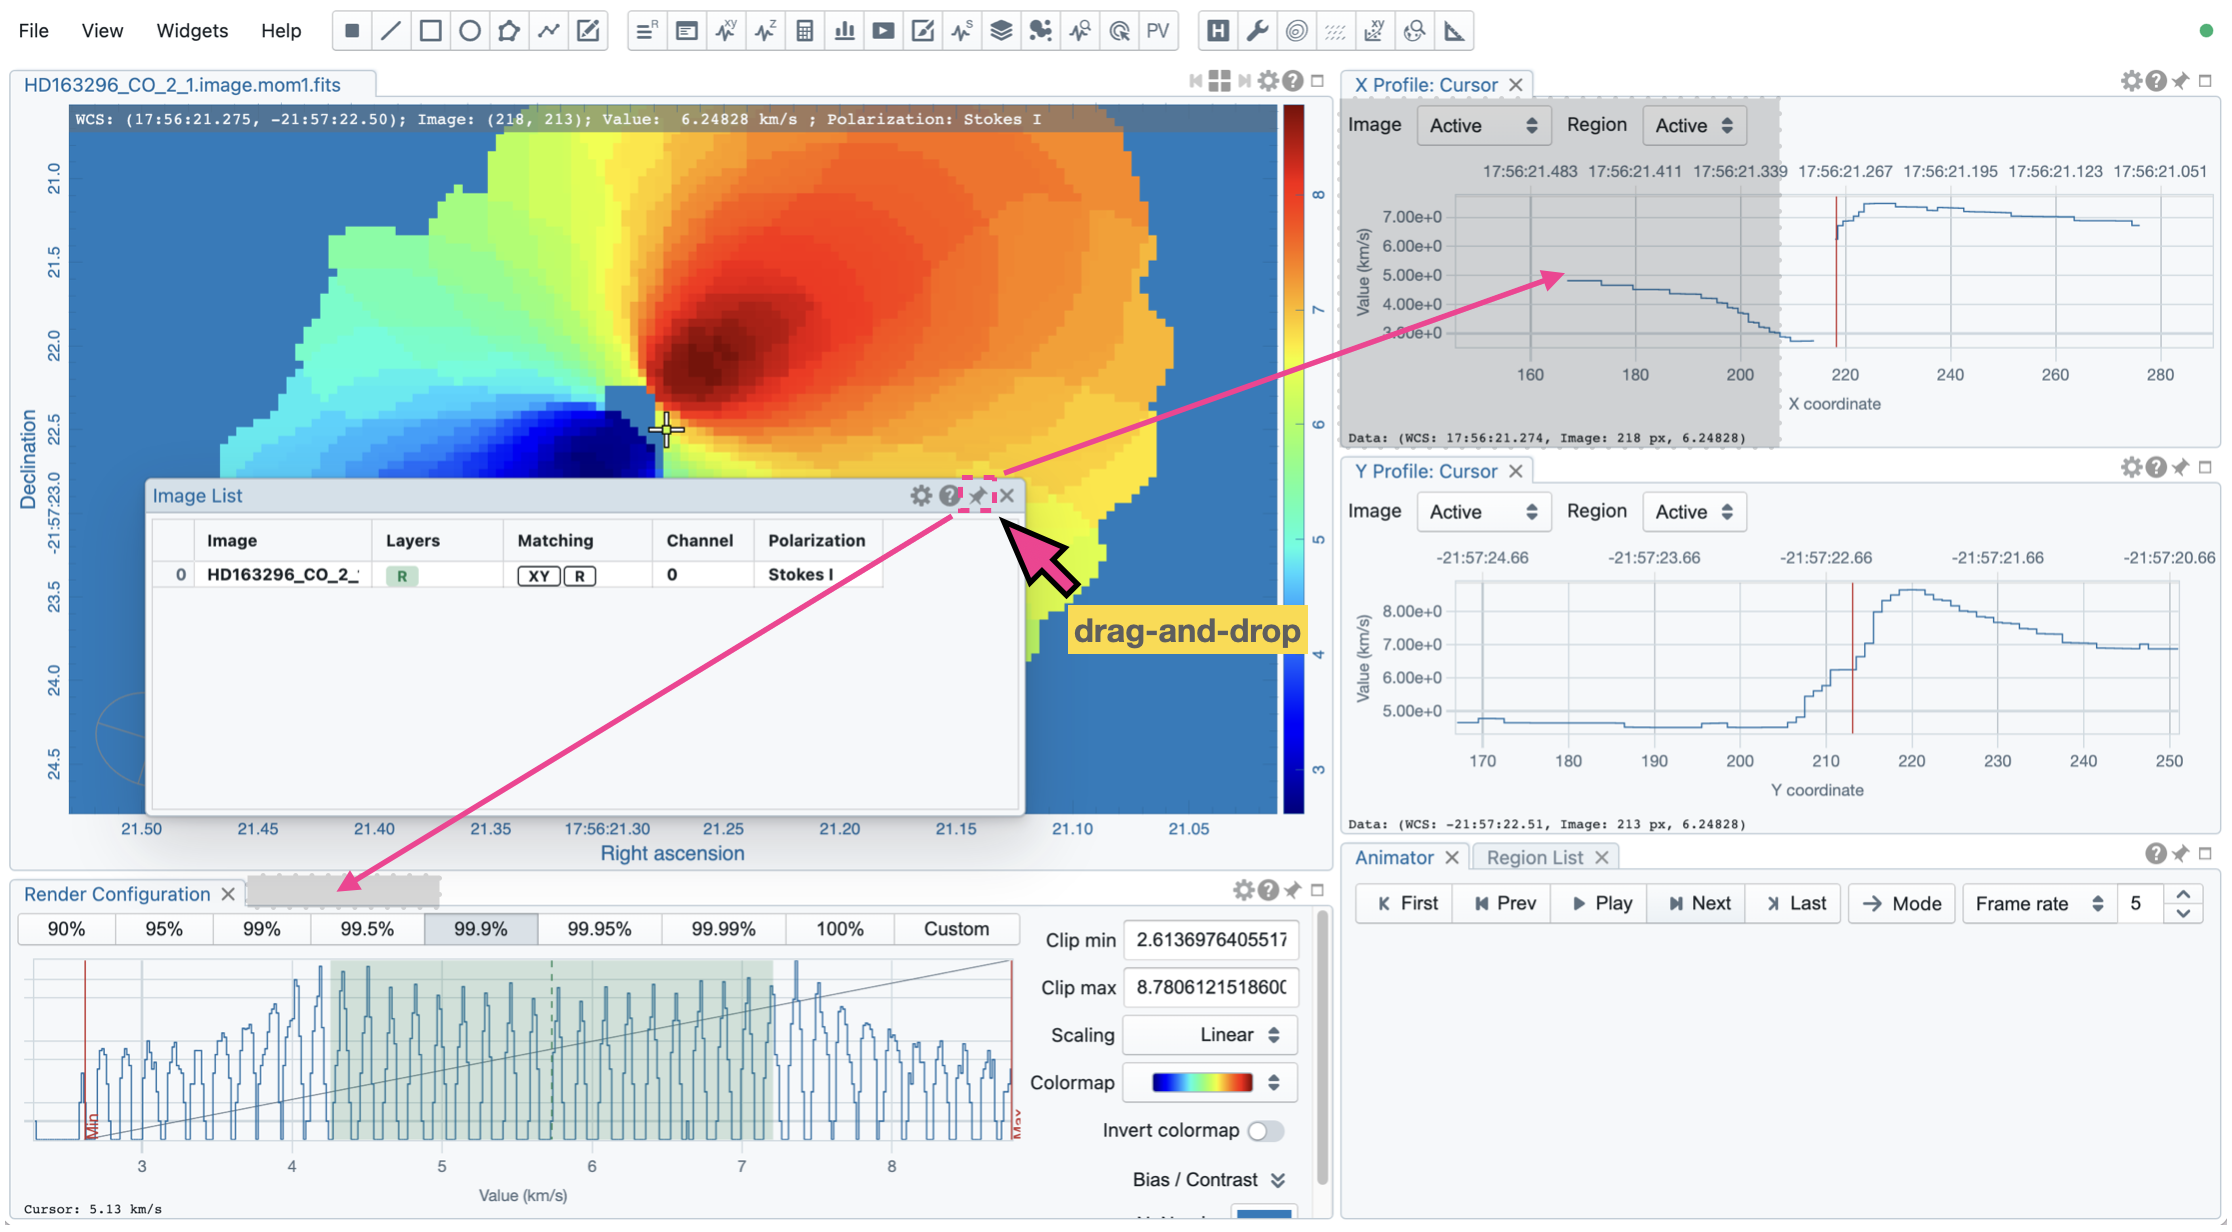 File View Widgets Help
R XY Z S PV H XY
HD163296_CO_2_1.image.mom1.fits
WCS: (17:56:21.275, -21:57:22.50); Image: (218, 213); Value: 6.24828 km/s ; Polarization: Stokes I
Declination
21.0
21.5
22.0
22.5
-21:57:23.0
23.5
24.0
24.5
8
7
6
5
4
3
21.50 21.45 21.40 21.35 17:56:21.30 21.25 21.20 21.15 21.10 21.05
Right ascension
Image List
Image Layers Matching Channel Polarization
0 HD163296_CO_2_ R XY R 0 Stokes I
drag-and-drop
Render Configuration
90% 95% 99% 99.5% 99.9% 99.95% 99.99% 100% Custom
Min
Max
3 4 5 6 7 8
Value (km/s)
Cursor: 5.13 km/s
Clip min 2.6136976405517
Clip max 8.780612151860
Scaling Linear
Colormap
Invert colormap
Bias / Contrast
X Profile: Cursor
Image Active Region Active
17:56:21.483 17:56:21.411 17:56:21.339 17:56:21.267 17:56:21.195 17:56:21.123 17:56:21.051
Value (km/s)
7.00e+0
6.00e+0
5.00e+0
4.00e+0
3.00e+0
160 180 200 220 240 260 280
X coordinate
Data: (WCS: 17:56:21.274, Image: 218 px, 6.24828)
Y Profile: Cursor
Image Active Region Active
-21:57:24.66 -21:57:23.66 -21:57:22.66 -21:57:21.66 -21:57:20.66
Value (km/s)
8.00e+0
7.00e+0
6.00e+0
5.00e+0
170 180 190 200 210 220 230 240 250
Y coordinate
Data: (WCS: -21:57:22.51, Image: 213 px, 6.24828)
Animator Region List
First Prev Play Next Last Mode Frame rate 5